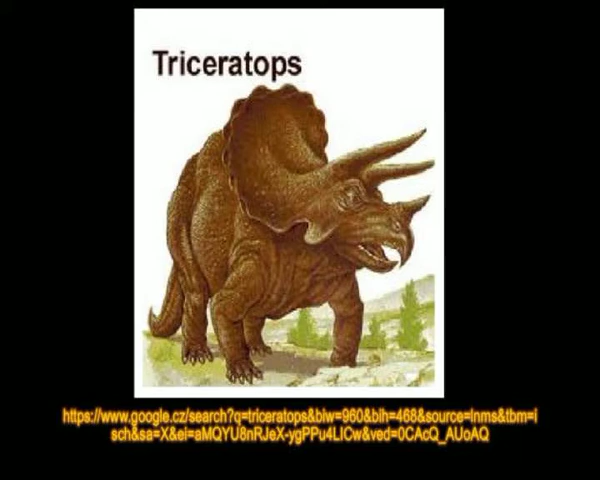 Triceratops
https://www.google.cz/search?q=triceratops&biw=960&bih=468&source=lnms&tbm=i
sch&sa=X&ei=aMQYU8nRJeX-ygPPu4LICw&ved=0CAcQ_AUoAQ